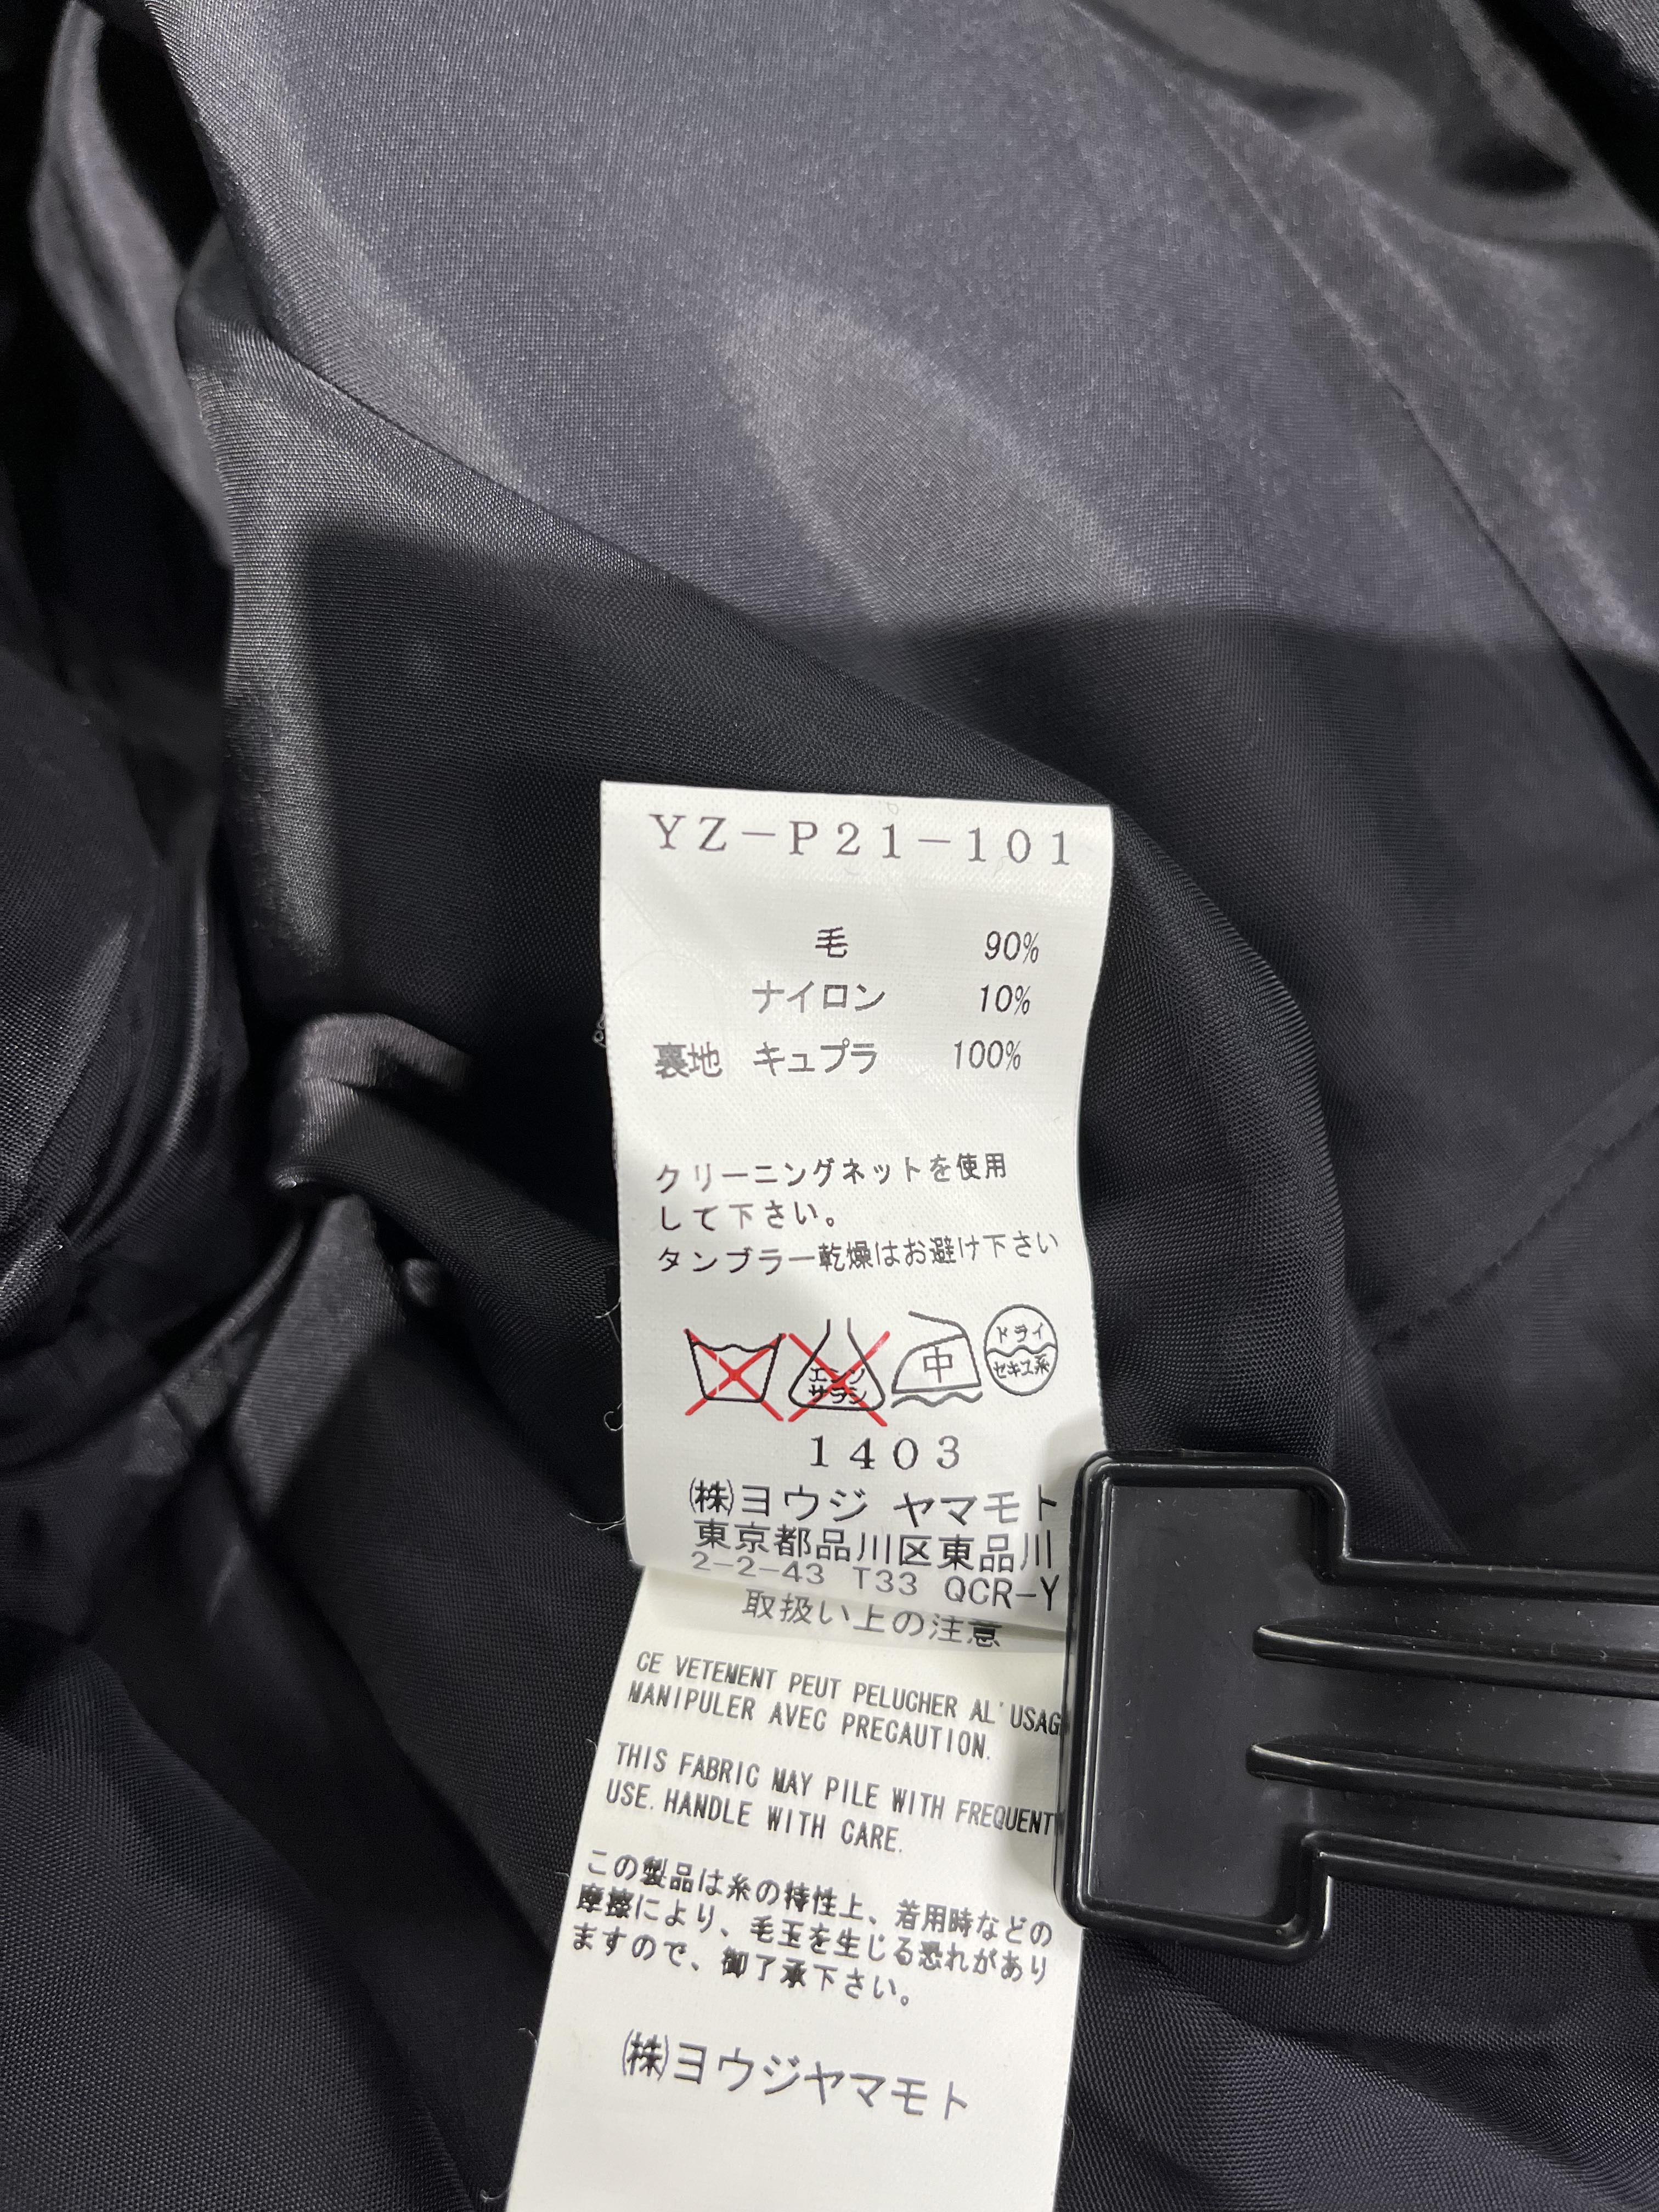 YZ-P21-101
毛 90%
ナイロン 10%
裏地 キュプラ 100%
クリーニングネットを使用
して下さい。
タンブラー乾燥はお避け下さい
エンソ
サラシ
中
ドライ
セキユ系
1403
㈱ヨウジ ヤマモト
東京都品川区東品川
2-2-43 T33 QCR-Y
取扱い上の注意
CE VETEMENT PEUT PELUCHER AL'USAG
MANIPULER AVEC PRECAUTION.
THIS FABRIC MAY PILE WITH FREQUENT
USE. HANDLE WITH CARE.
この製品は糸の特性上、着用時などの
摩擦により、毛玉を生じる恐れがあり
ますので、御了承下さい。
㈱ヨウジヤマモト